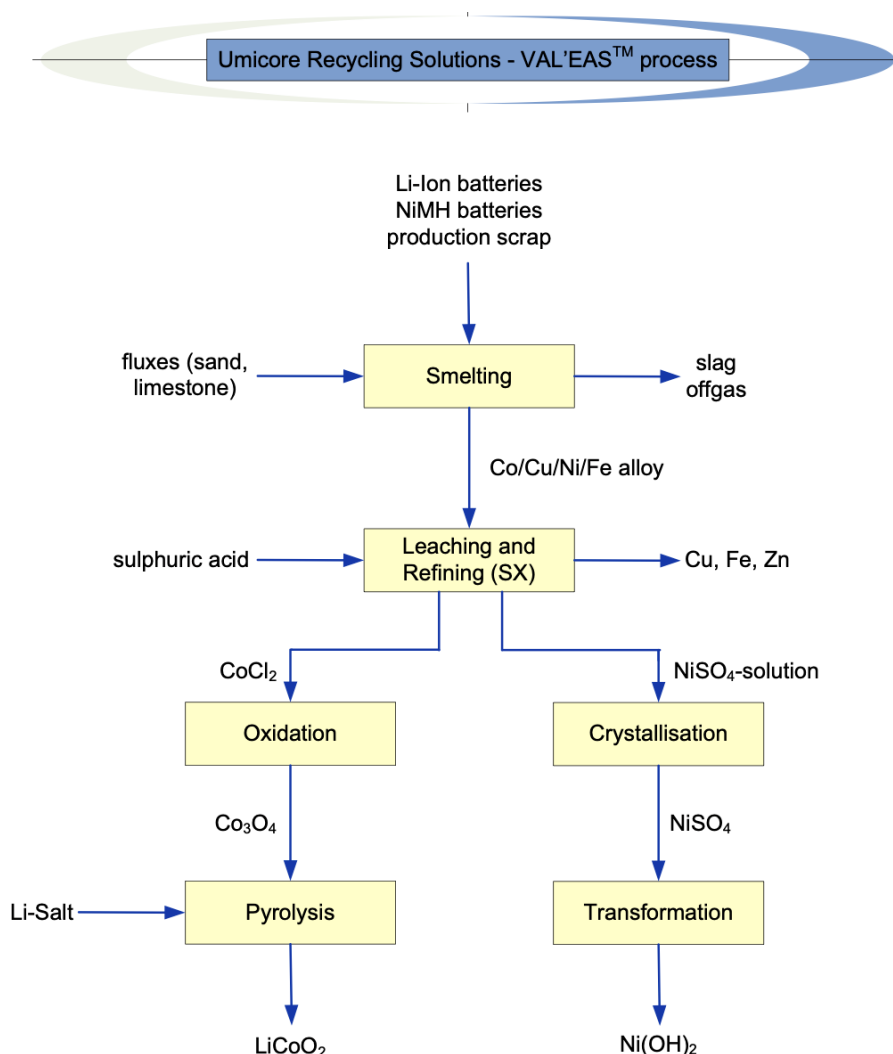 Umicore Recycling Solutions - VAL'EAS™ process
Li-Ion batteries
NiMH batteries
production scrap
fluxes (sand,
limestone)
Smelting
slag
offgas
Co/Cu/Ni/Fe alloy
sulphuric acid
Leaching and
Refining (SX)
Cu, Fe, Zn
CoCl₂
NiSO₄-solution
Oxidation
Crystallisation
Co₃O₄
NiSO₄
Li-Salt
Pyrolysis
Transformation
LiCoO₂
Ni(OH)₂